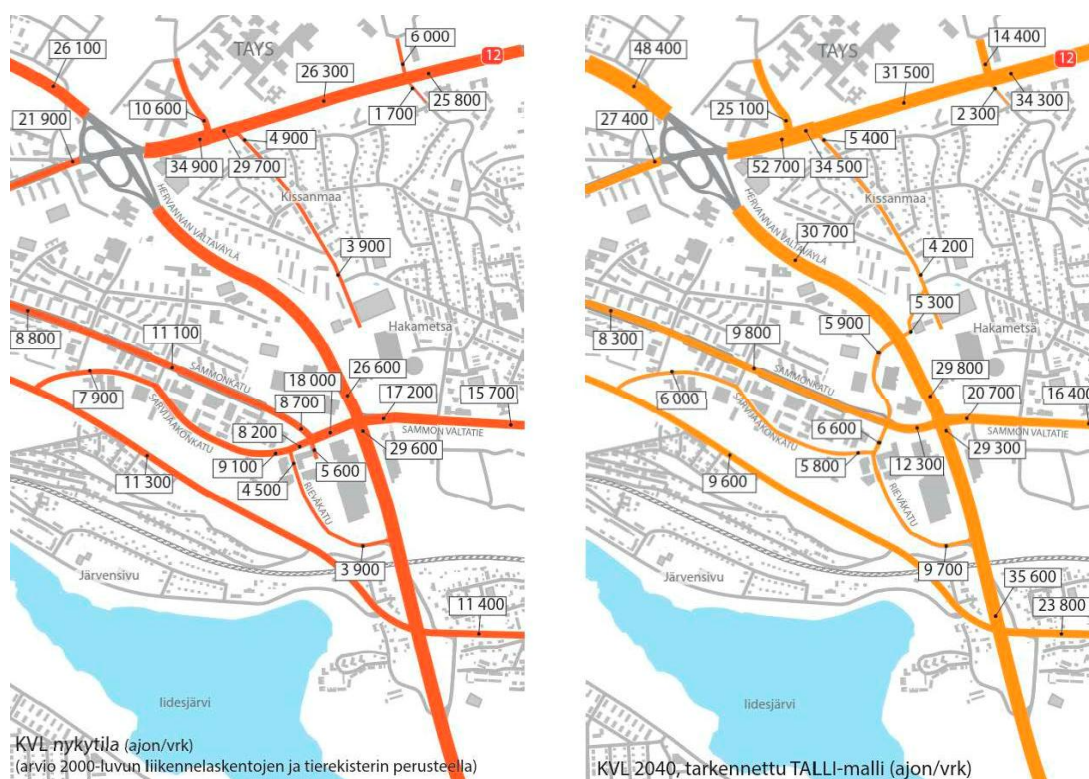 26 100
TAYS
6 000
12
26 300
10 600
25 800
1 700
21 900
4 900
34 900
29 700
Kissanmaa
HERVANNAN VALTAVÄYLÄ
3 900
8 800
11 100
Hakametsä
SAMMONKATU
26 600
18 000
17 200
15 700
7 900
8 700
SARVIJAAKONKATU
SAMMON VALTATIE
8 200
29 600
9 100
5 600
11 300
4 500
RIEVÄKATU
3 900
Järvensivu
11 400
Iidesjärvi
KVL nykytila (ajon/vrk)
(arvio 2000-luvun liikennelaskentojen ja tierekisterin perusteella)
48 400
TAYS
14 400
12
31 500
25 100
34 300
2 300
27 400
5 400
52 700
34 500
Kissanmaa
HERVANNAN VALTAVÄYLÄ
30 700
4 200
5 300
8 300
9 800
5 900
Hakametsä
SAMMONKATU
29 800
20 700
16 400
6 000
SARVIJAAKONKATU
SAMMON VALTATIE
6 600
29 300
5 800
12 300
9 600
RIEVÄKATU
9 700
Järvensivu
35 600
23 800
Iidesjärvi
KVL 2040, tarkennettu TALLI-malli (ajon/vrk)